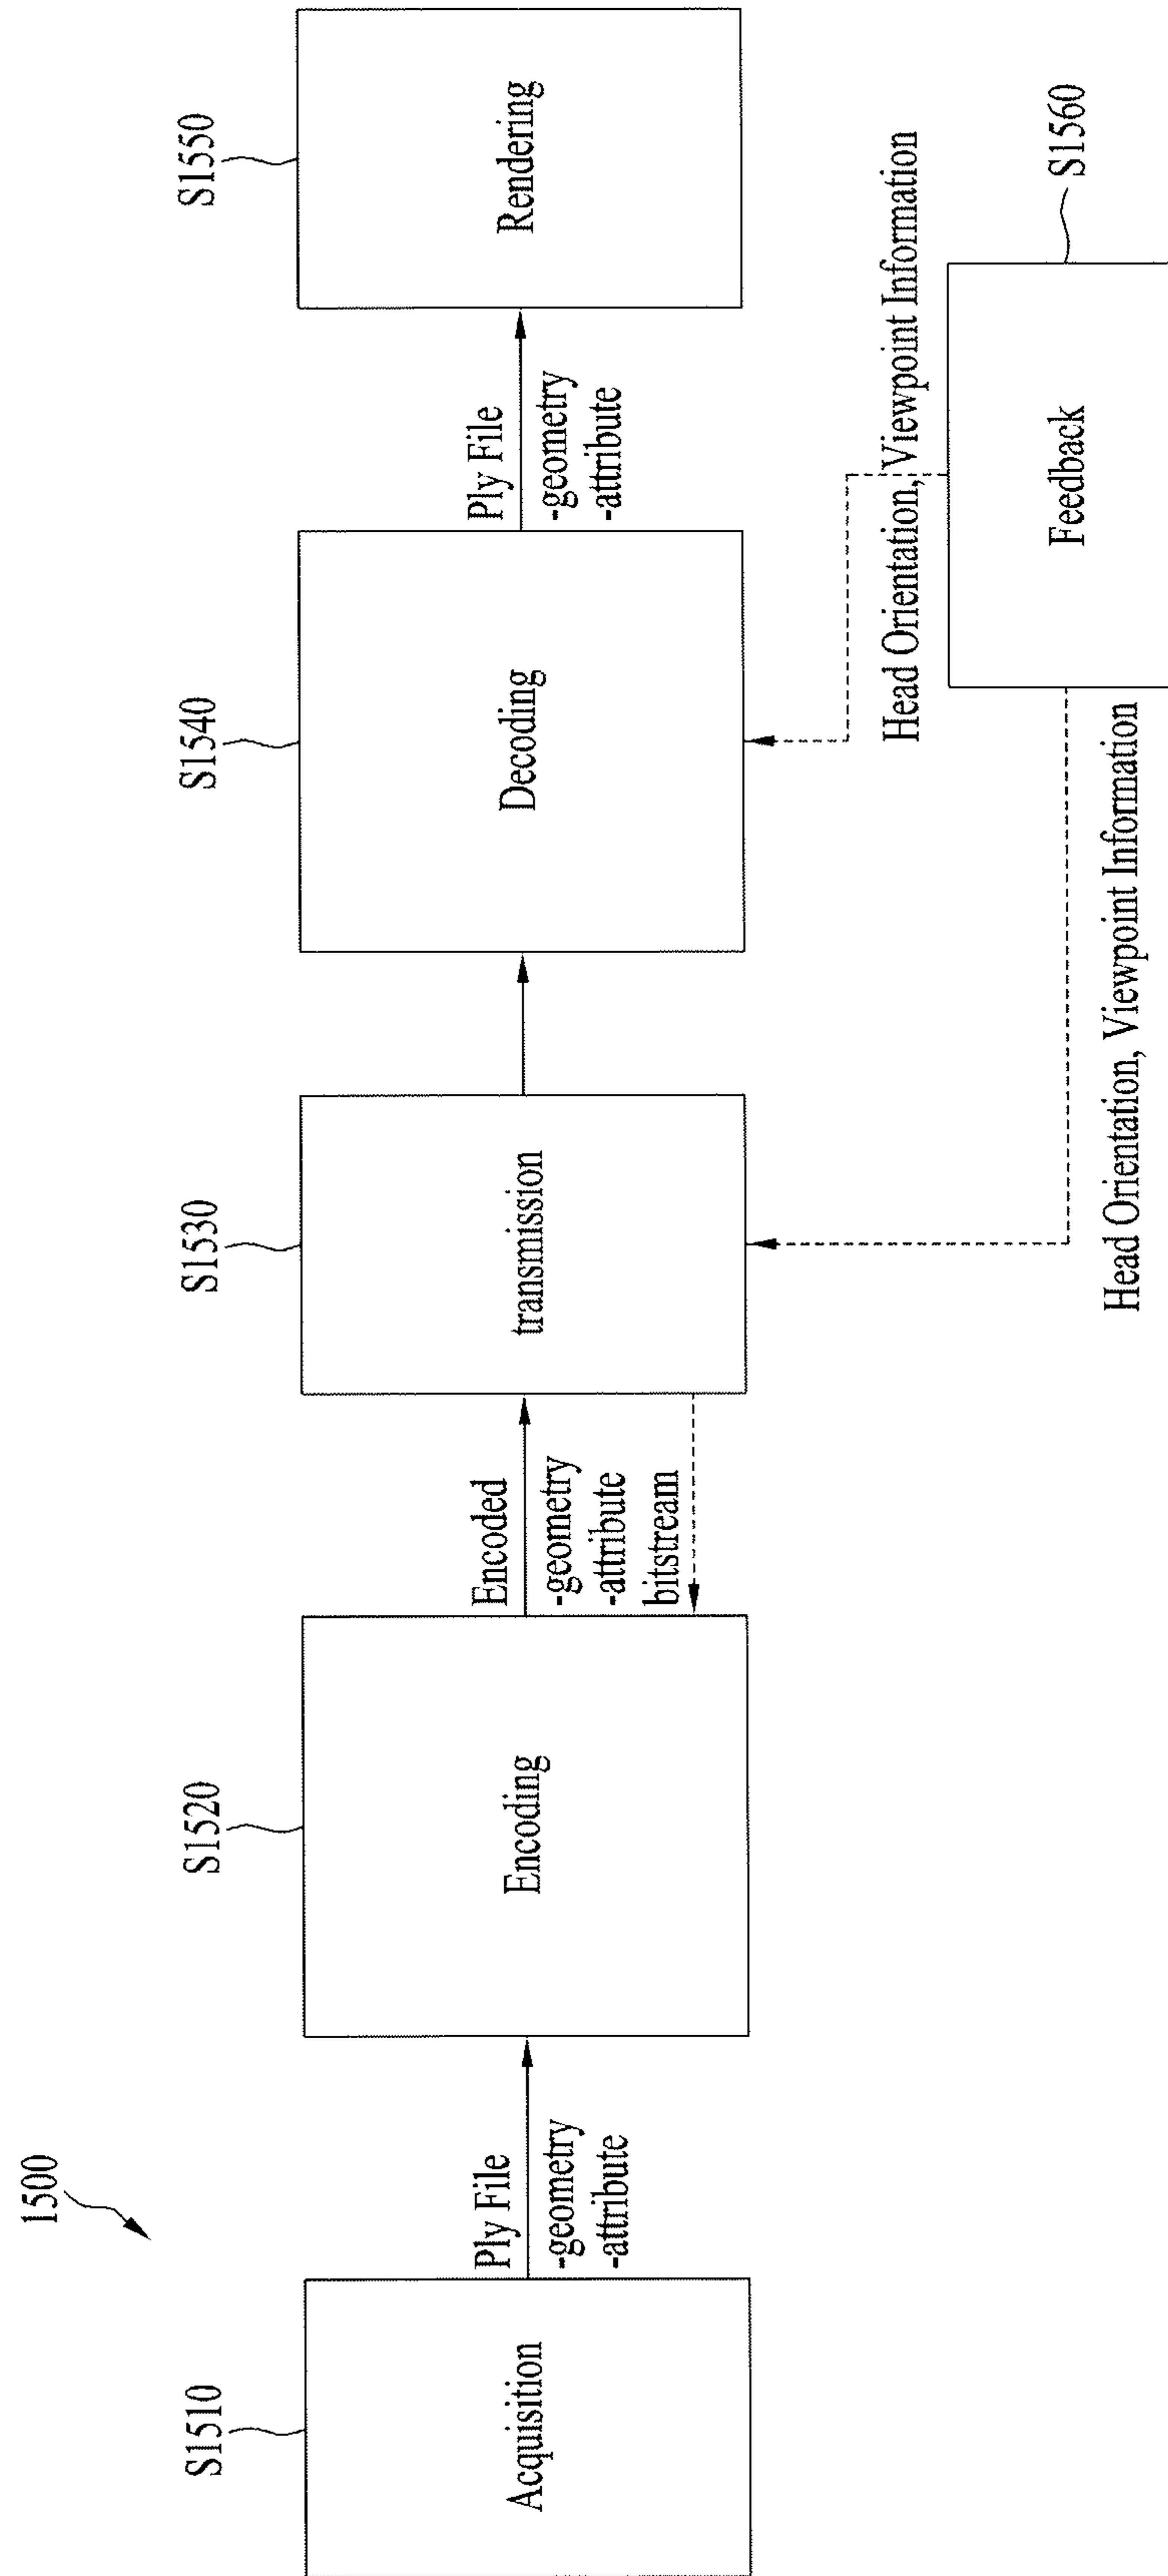 1500
S1510
Acquisition
Ply File
-geometry
-attribute
S1520
Encoding
Encoded
-geometry
-attribute
bitstream
S1530
transmission
S1540
Decoding
Ply File
-geometry
-attribute
S1550
Rendering
Head Orientation, Viewpoint Information
Head Orientation, Viewpoint Information
Feedback
S1560